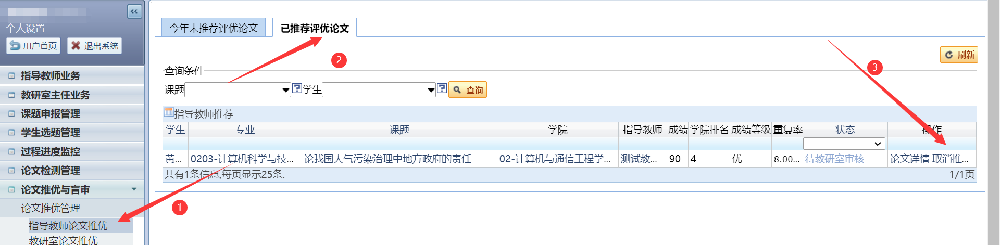 个人设置
用户首页 退出系统
指导教师业务
教研室主任业务
课题申报管理
学生选题管理
过程进度监控
论文检测管理
论文推优与盲审
论文推优管理
指导教师论文推优
教研室论文推优
今年未推荐评优论文 已推荐评优论文
刷新
查询条件
课题 学生 查询
指导教师推荐
学生 专业 课题 学院 指导教师 成绩 学院排名 成绩等级 重复率 状态 操作
黄... 0203-计算机科学与技... 论我国大气污染治理中地方政府的责任 02-计算机与通信工程学... 测试教... 90 4 优 8.00... 待教研室审核 论文详情 取消推...
共有1条信息,每页显示25条. 1/1页
1
2
3